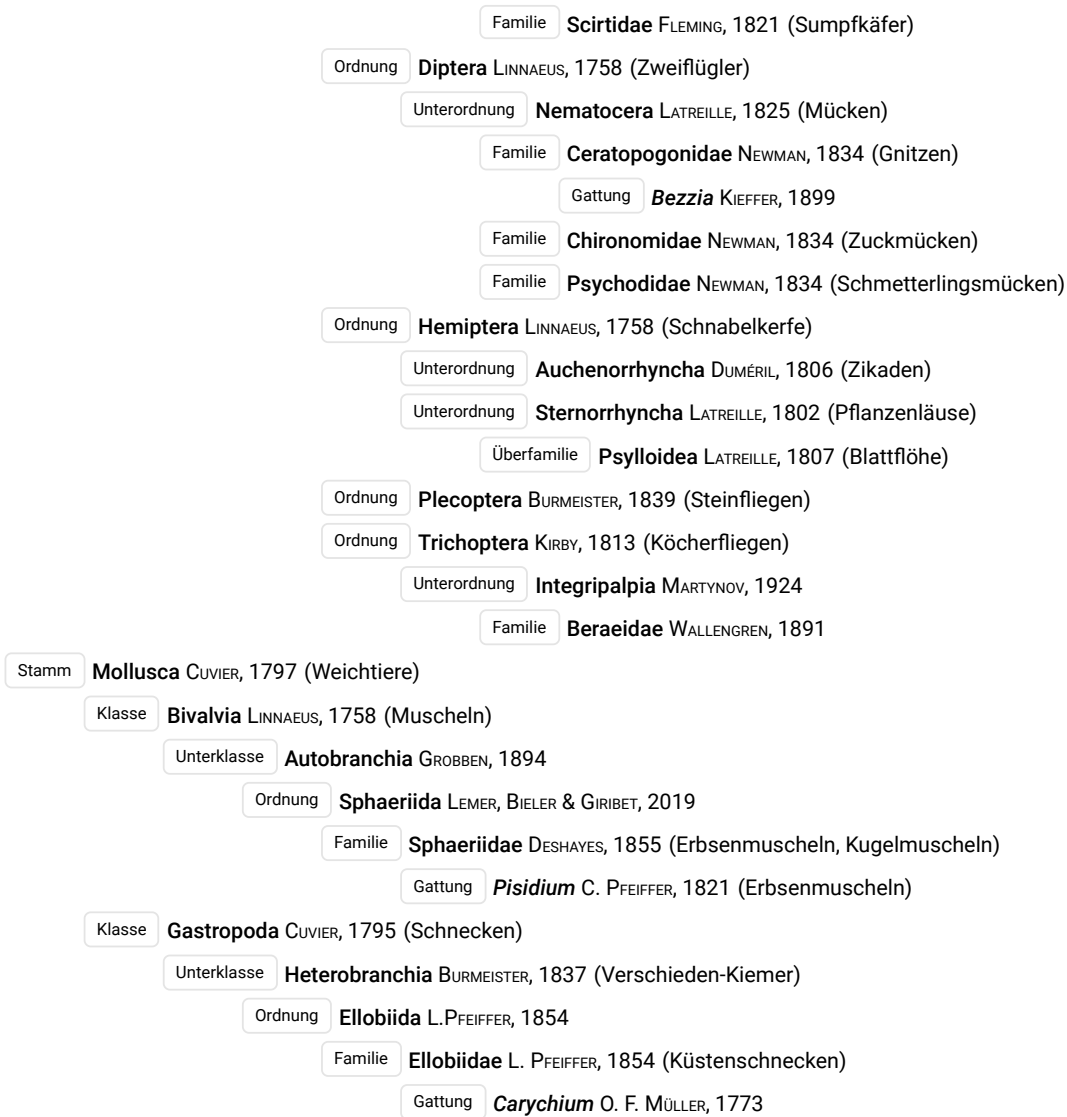 Familie Scirtidae Fleming, 1821 (Sumpfkäfer)
Ordnung Diptera Linnaeus, 1758 (Zweiflügler)
Unterordnung Nematocera Latreille, 1825 (Mücken)
Familie Ceratopogonidae Newman, 1834 (Gnitzen)
Gattung Bezzia Kieffer, 1899
Familie Chironomidae Newman, 1834 (Zuckmücken)
Familie Psychodidae Newman, 1834 (Schmetterlingsmücken)
Ordnung Hemiptera Linnaeus, 1758 (Schnabelkerfe)
Unterordnung Auchenorrhyncha Duméril, 1806 (Zikaden)
Unterordnung Sternorrhyncha Latreille, 1802 (Pflanzenläuse)
Überfamilie Psylloidea Latreille, 1807 (Blattflöhe)
Ordnung Plecoptera Burmeister, 1839 (Steinfliegen)
Ordnung Trichoptera Kirby, 1813 (Köcherfliegen)
Unterordnung Integripalpia Martynov, 1924
Familie Beraeidae Wallengren, 1891
Stamm Mollusca Cuvier, 1797 (Weichtiere)
Klasse Bivalvia Linnaeus, 1758 (Muscheln)
Unterklasse Autobranchia Grobben, 1894
Ordnung Sphaeriida Lemer, Bieler & Giribet, 2019
Familie Sphaeriidae Deshayes, 1855 (Erbsenmuscheln, Kugelmuscheln)
Gattung Pisidium C. Pfeiffer, 1821 (Erbsenmuscheln)
Klasse Gastropoda Cuvier, 1795 (Schnecken)
Unterklasse Heterobranchia Burmeister, 1837 (Verschieden-Kiemer)
Ordnung Ellobiida L.Pfeiffer, 1854
Familie Ellobiidae L. Pfeiffer, 1854 (Küstenschnecken)
Gattung Carychium O. F. Müller, 1773